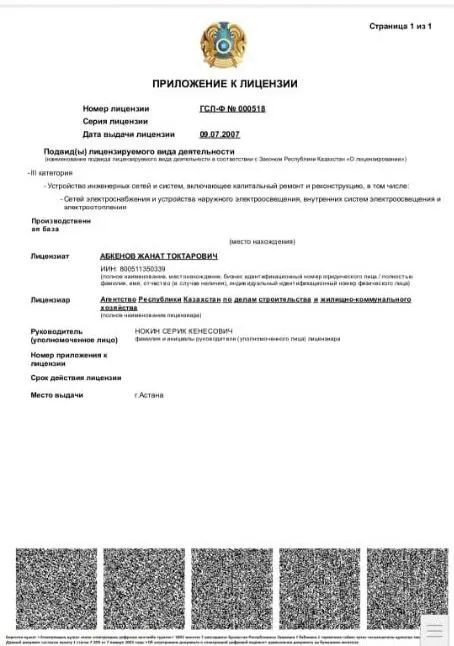 Страница 1 из 1
ПРИЛОЖЕНИЕ К ЛИЦЕНЗИИ
Номер лицензии ГСЛ-Ф № 000518
Серия лицензии
Дата выдачи лицензии 09.07.2007
Подвид(ы) лицензируемого вида деятельности
(наименование подвида лицензируемого вида деятельности в соответствии с Законом Республики Казахстан «О лицензировании»)
-III категория
- Устройство инженерных сетей и систем, включающее капитальный ремонт и реконструкцию, в том числе:
- Сетей электроснабжения и устройства наружного электроосвещения, внутренних систем электроосвещения и
электроотопления
Производственн
ая база
(место нахождения)
Лицензиат АБКЕНОВ ЖАНАТ ТОКТАРОВИЧ
ИИН: 800511350339
(полное наименование, местонахождение, бизнес-идентификационный номер юридического лица / полностью
фамилия, имя, отчество (в случае наличия), индивидуальный идентификационный номер физического лица)
Лицензиар Агентство Республики Казахстан по делам строительства и жилищно-коммунального
хозяйства
(полное наименование лицензиара)
Руководитель НОКИН СЕРИК КЕНЕСОВИЧ
(уполномоченное лицо) фамилия и инициалы руководителя (уполномоченного лица) лицензиара
Номер приложения к
лицензии
Срок действия лицензии
Место выдачи г.Астана